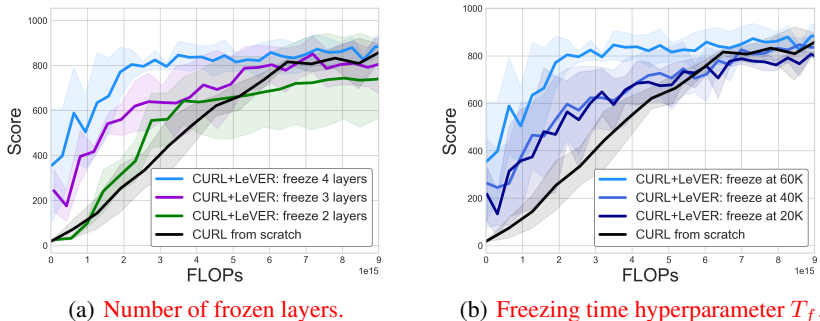 1000
800
600
400
200
0
Score
CURL+LeVER: freeze 4 layers
CURL+LeVER: freeze 3 layers
CURL+LeVER: freeze 2 layers
CURL from scratch
0 1 2 3 4 5 6 7 8 9
1e15
FLOPs
(a) Number of frozen layers.
1000
800
600
400
200
0
Score
CURL+LeVER: freeze at 60K
CURL+LeVER: freeze at 40K
CURL+LeVER: freeze at 20K
CURL from scratch
0 1 2 3 4 5 6 7 8 9
1e15
FLOPs
(b) Freezing time hyperparameter T_f.